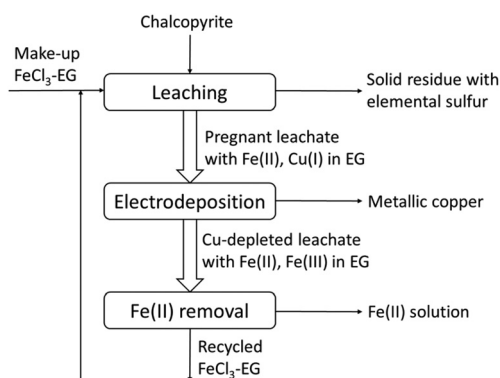 Chalcopyrite
Make-up
FeCl₃-EG
Leaching
Solid residue with
elemental sulfur
Pregnant leachate
with Fe(II), Cu(I) in EG
Electrodeposition
Metallic copper
Cu-depleted leachate
with Fe(II), Fe(III) in EG
Fe(II) removal
Fe(II) solution
Recycled
FeCl₃-EG